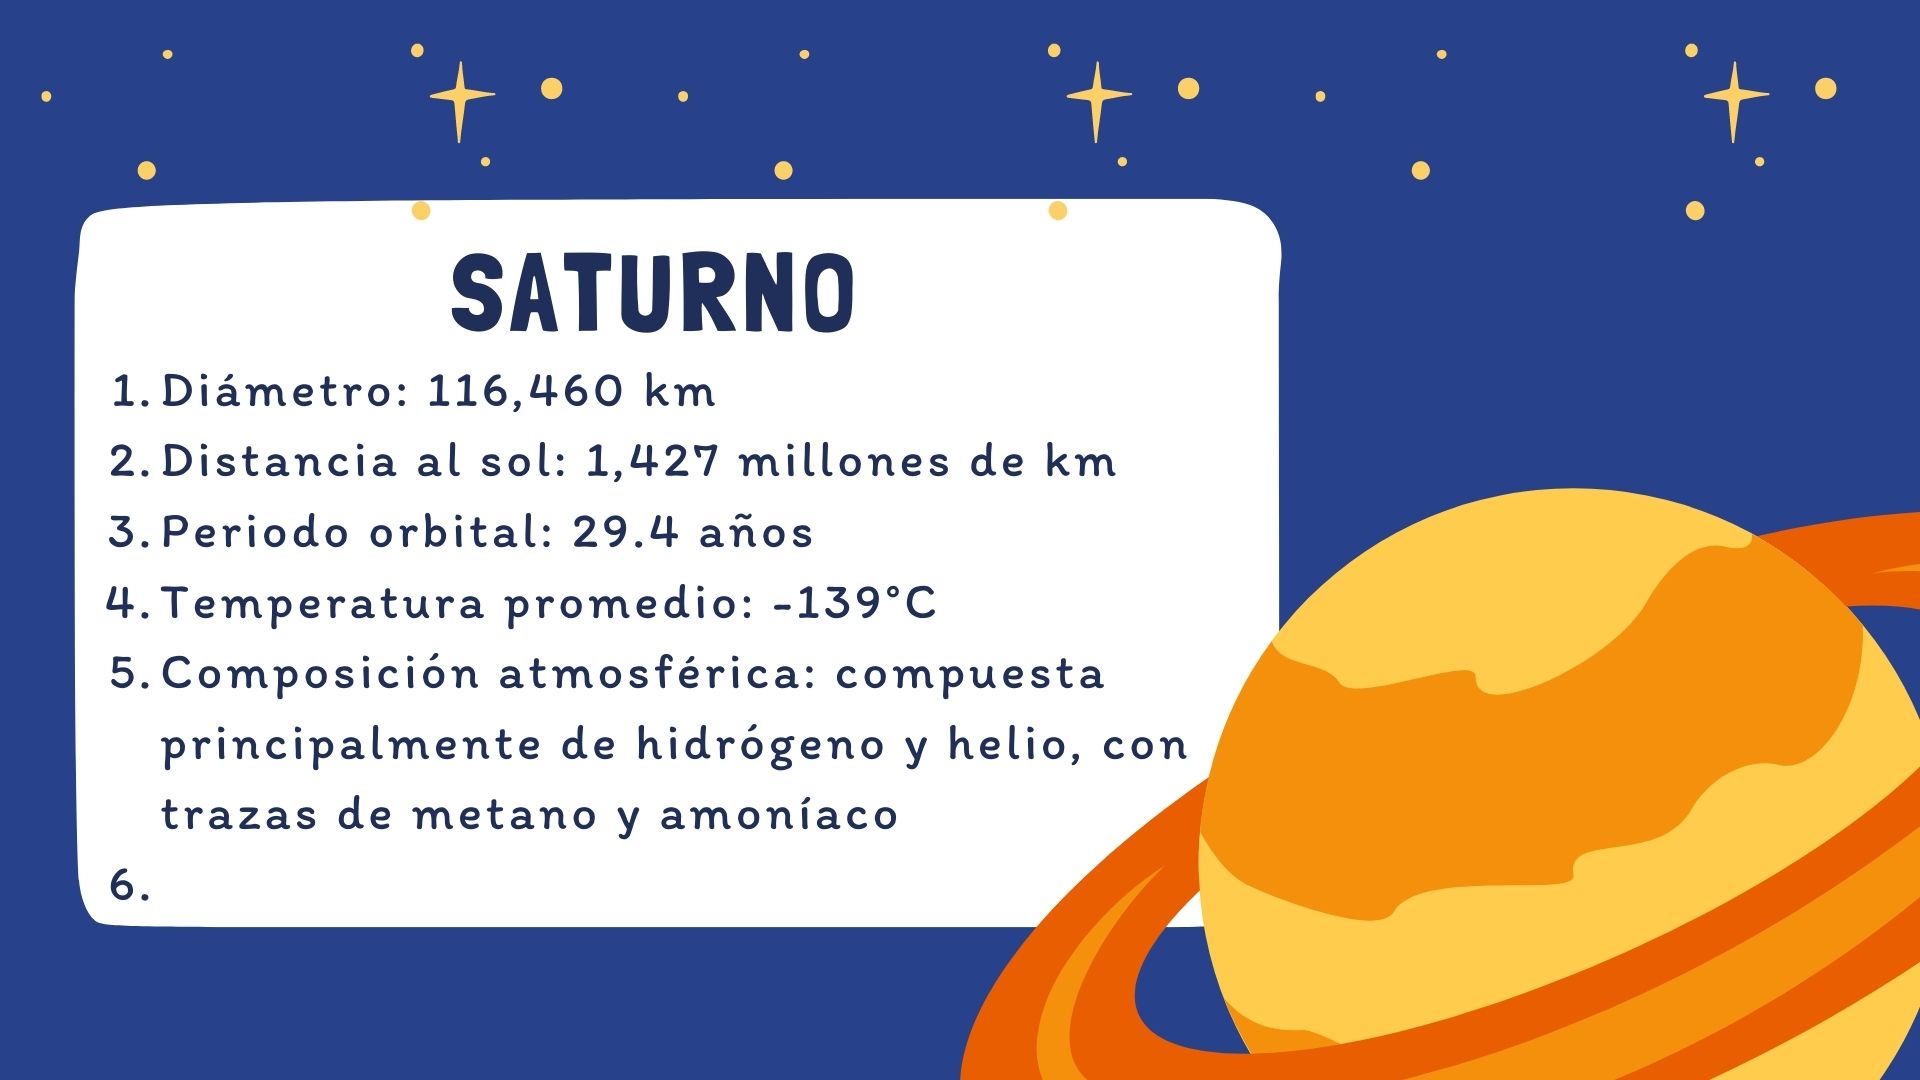 SATURNO
1. Diámetro: 116,460 km
2. Distancia al sol: 1,427 millones de km
3. Periodo orbital: 29.4 años
4. Temperatura promedio: -139°C
5. Composición atmosférica: compuesta
principalmente de hidrógeno y helio, con
trazas de metano y amoníaco
6.